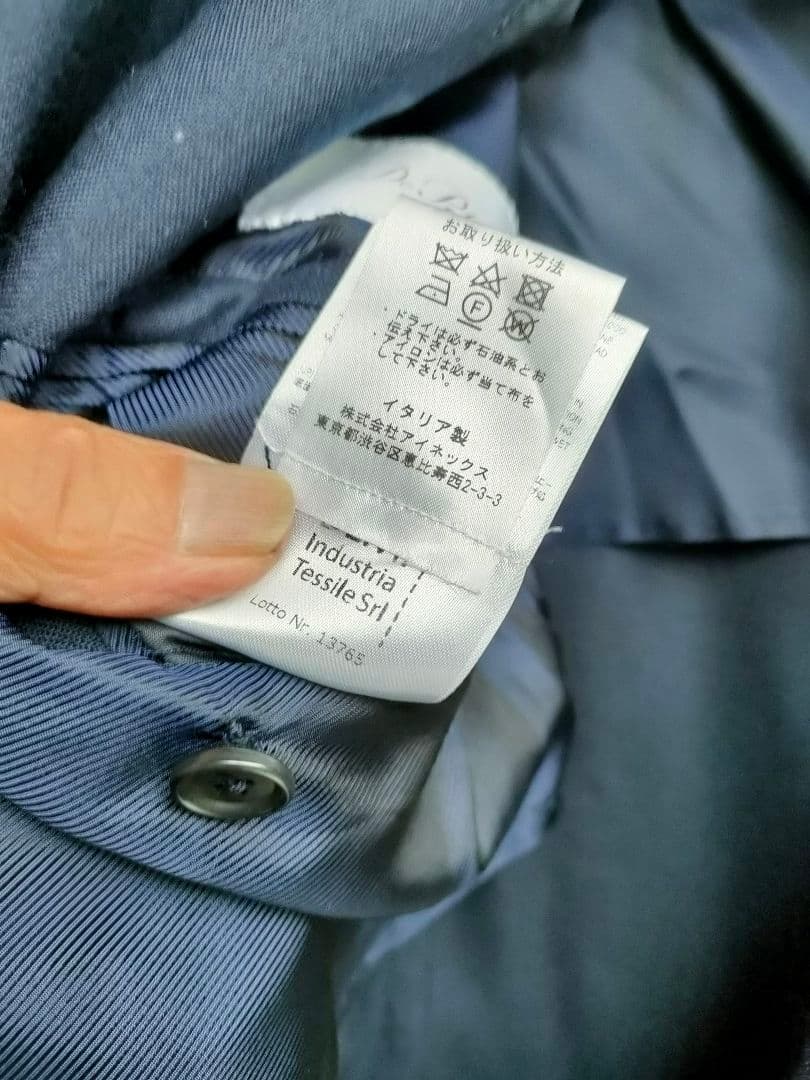 お取り扱い方法
F
W
・ドライは必ず石油系とお
伝え下さい。
・アイロンは必ず当て布を
して下さい。
イタリア製
株式会社アイネックス
東京都渋谷区恵比寿西2-3-3
Industria
Tessile Srl
Lotto Nr. 13765